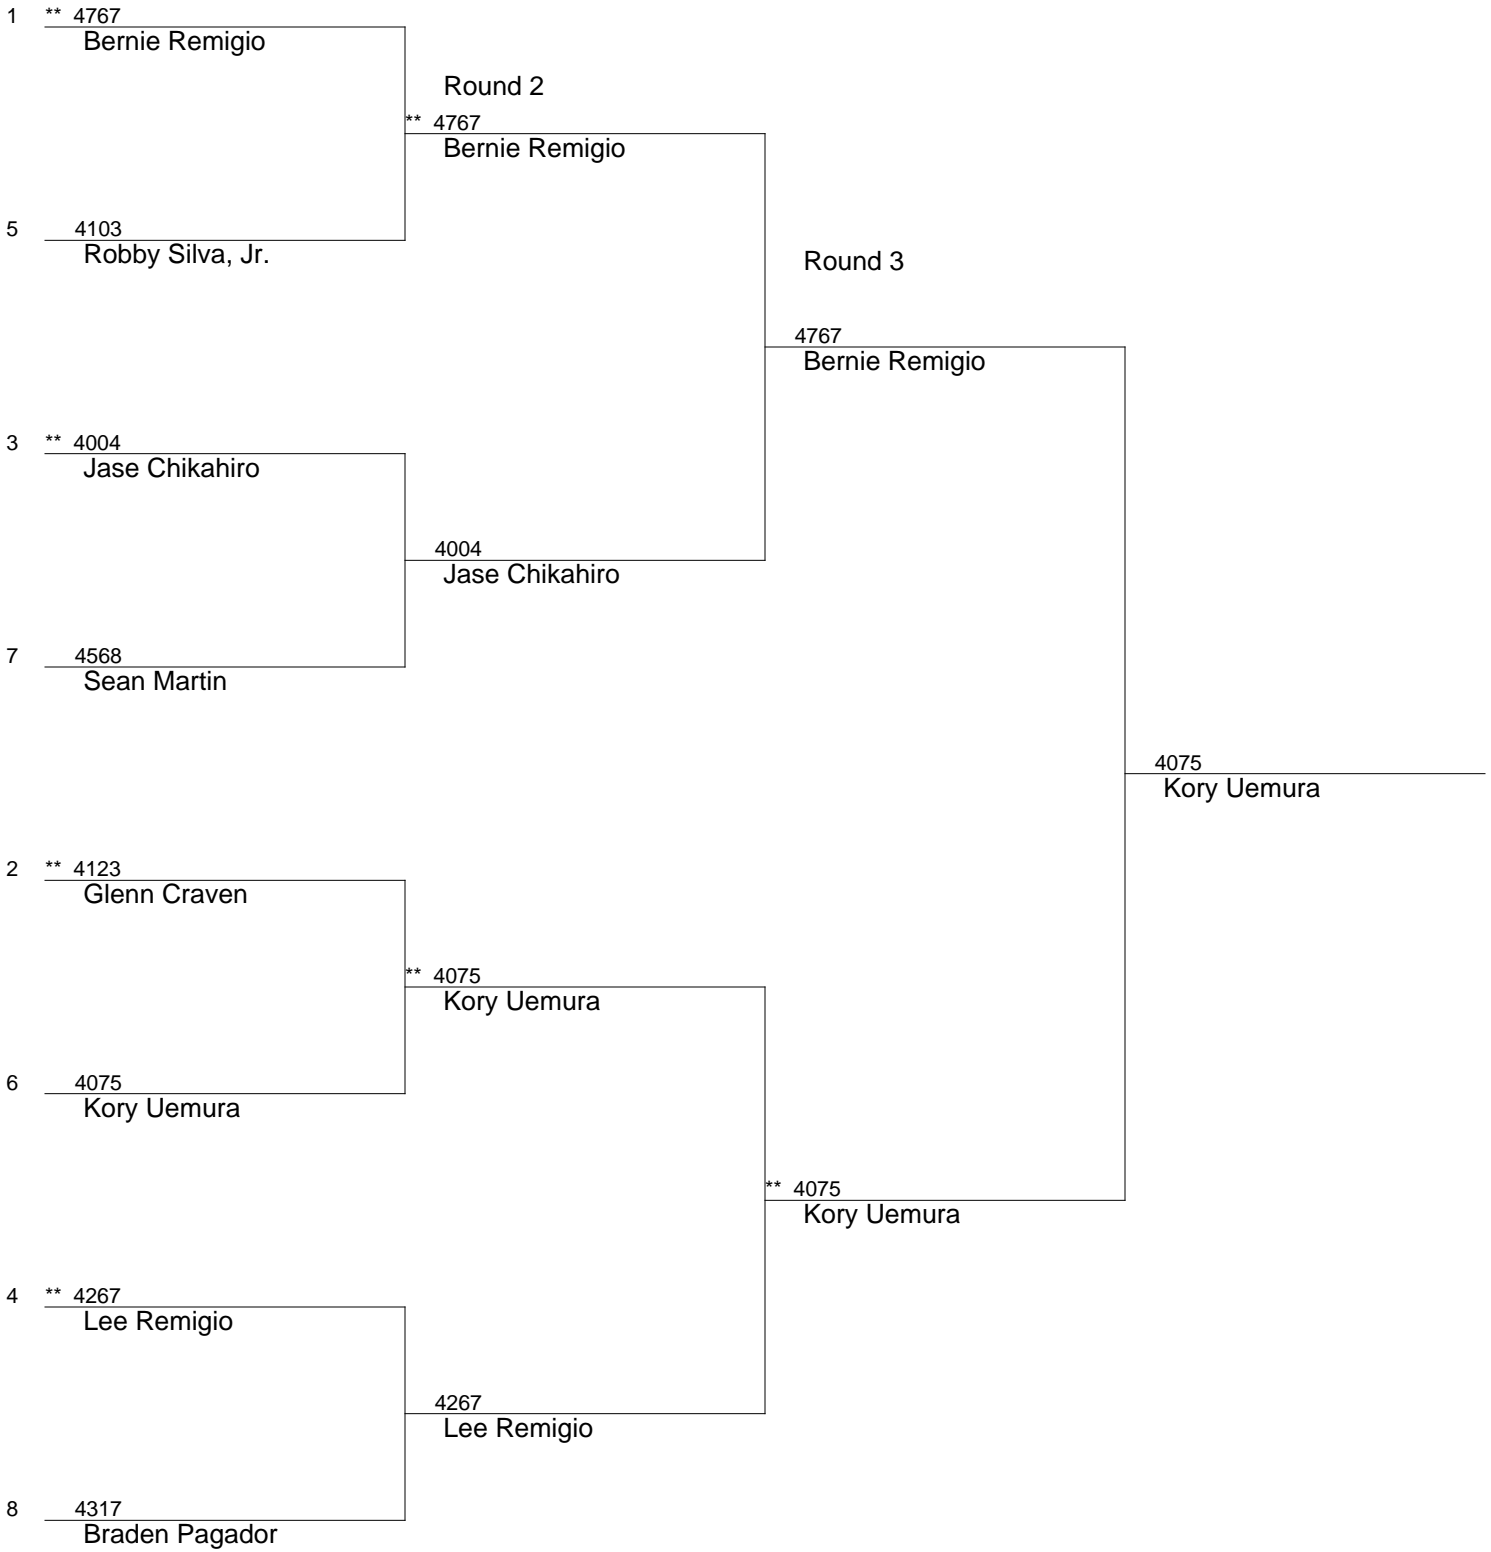 1 ** 4767
Bernie Remigio
Round 2
** 4767
Bernie Remigio
5 4103
Robby Silva, Jr.
Round 3
4767
Bernie Remigio
3 ** 4004
Jase Chikahiro
4004
Jase Chikahiro
7 4568
Sean Martin
4075
Kory Uemura
2 ** 4123
Glenn Craven
** 4075
Kory Uemura
6 4075
Kory Uemura
** 4075
Kory Uemura
4 ** 4267
Lee Remigio
4267
Lee Remigio
8 4317
Braden Pagador